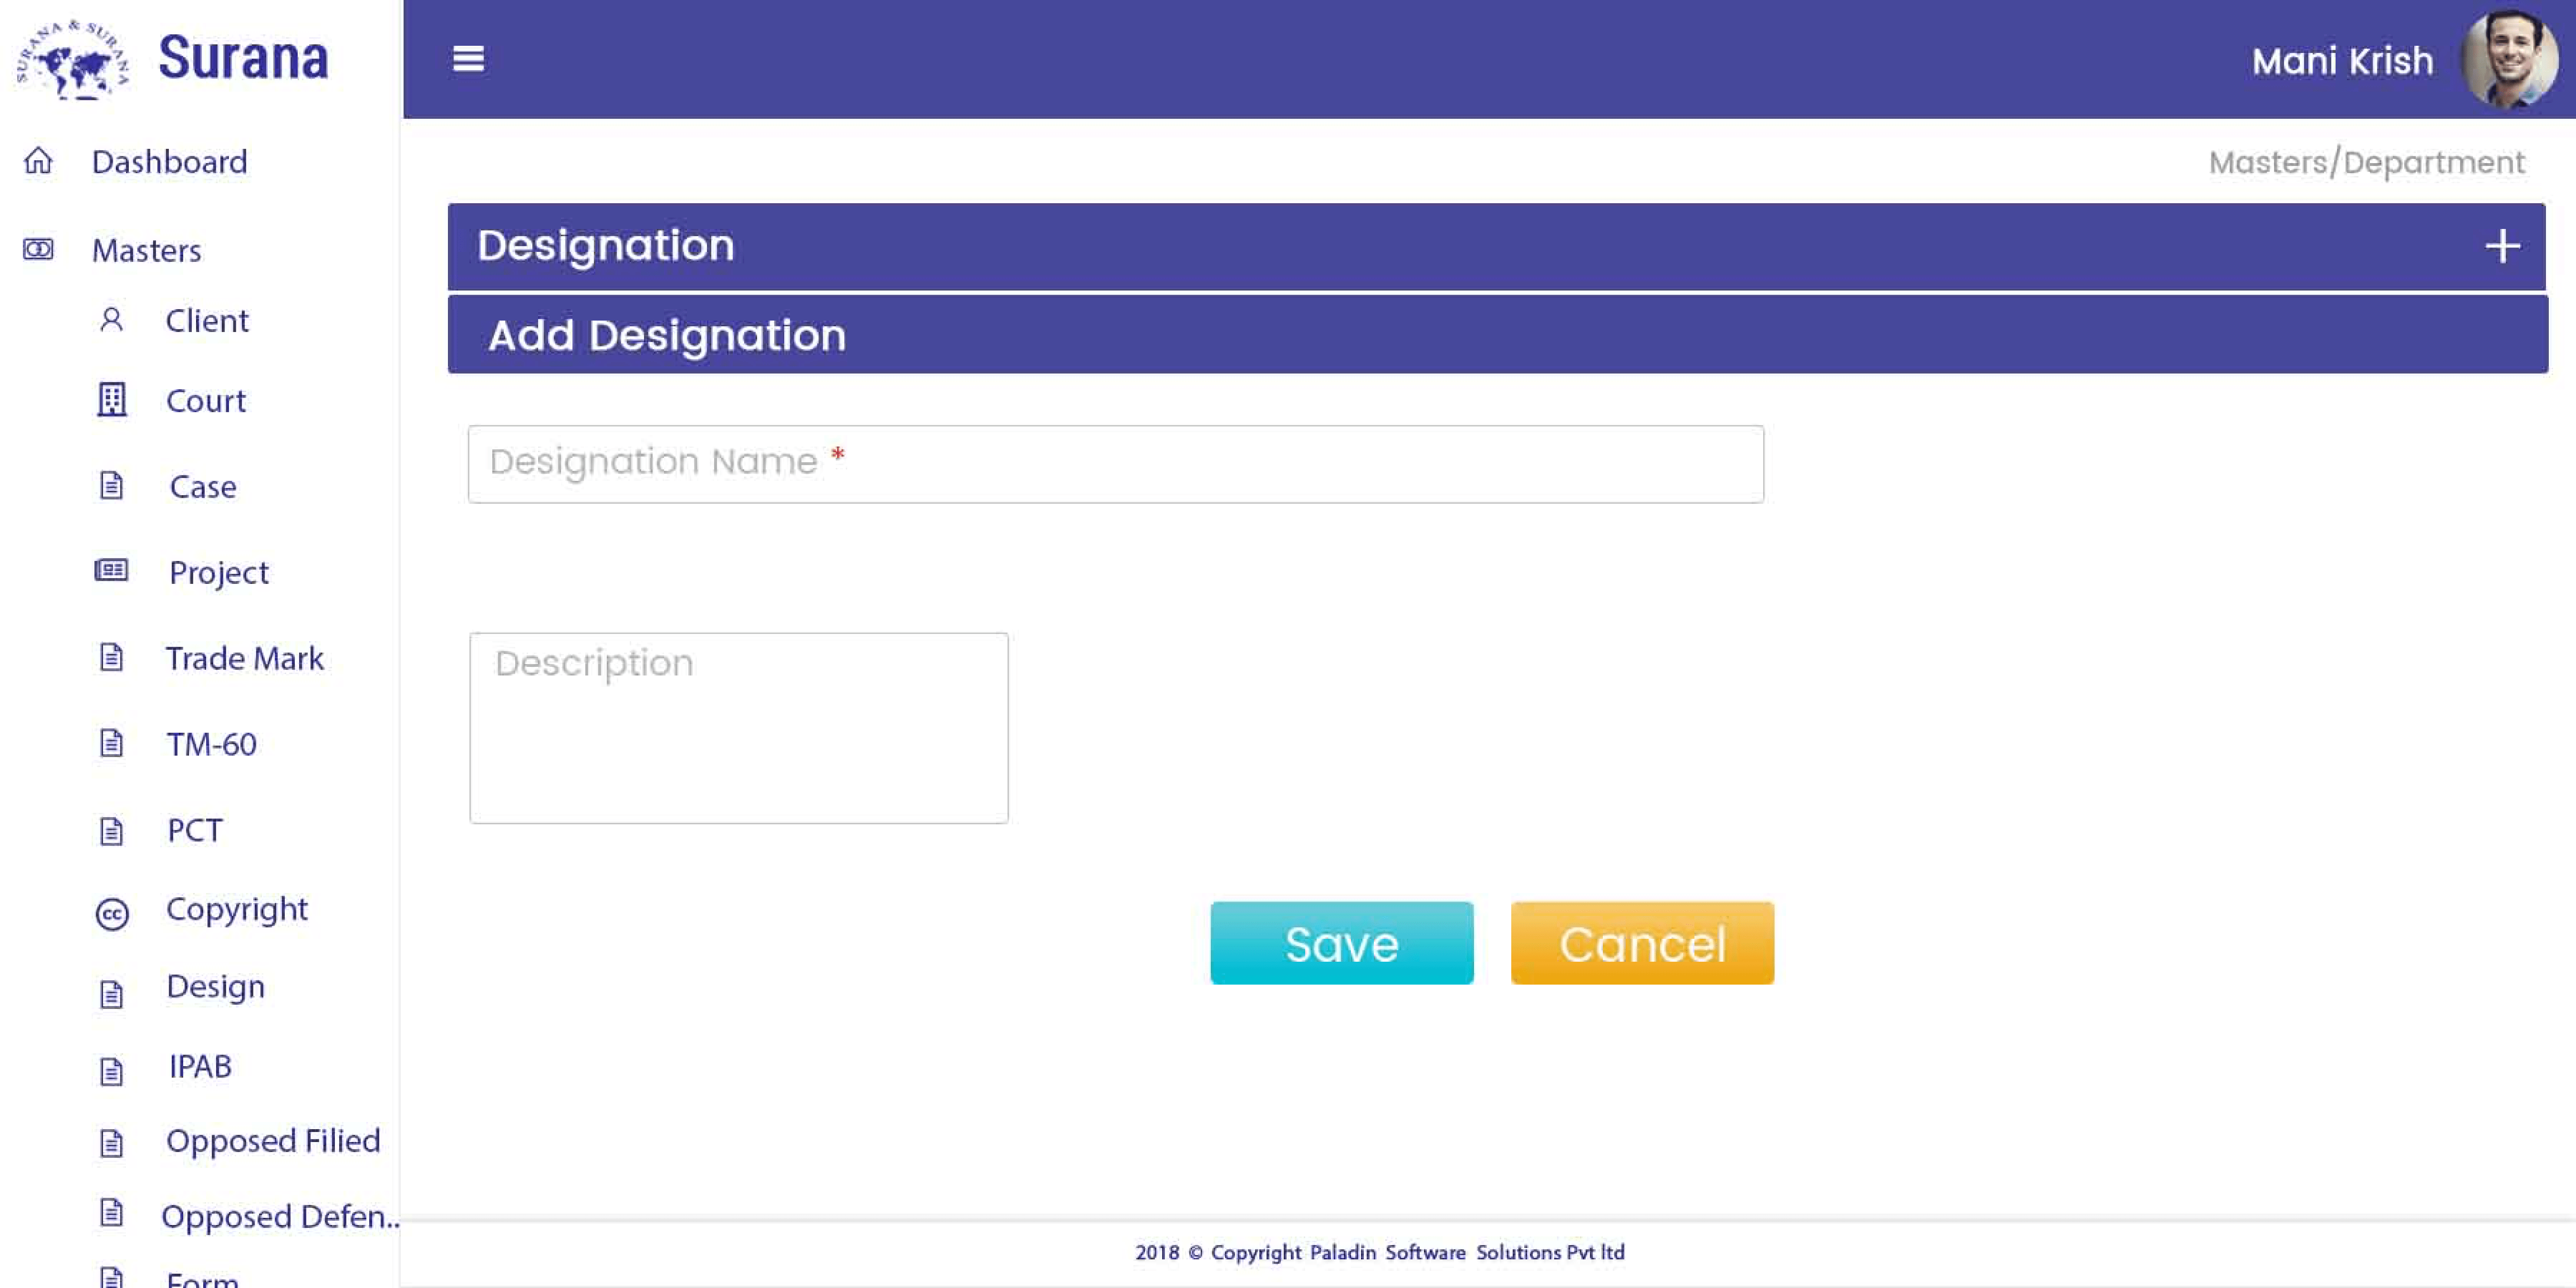 SURANA & SURANA
Surana
Mani Krish
Dashboard
Masters/Department
Masters
Designation
Client
Add Designation
Court
Designation Name *
Case
Project
Trade Mark
Description
TM-60
PCT
Copyright
Save
Cancel
Design
IPAB
Opposed Filied
Opposed Defen..
2018 © Copyright Paladin Software Solutions Pvt ltd
Form